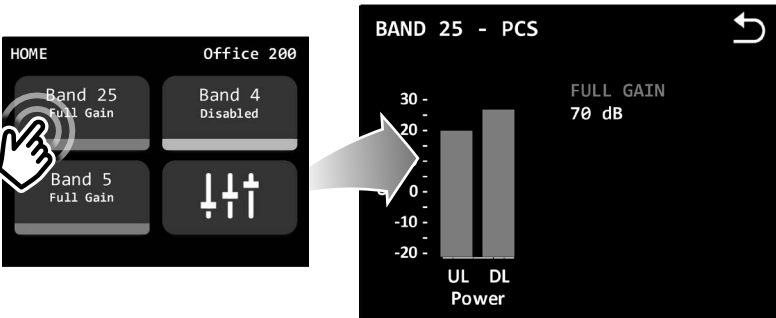 HOME Office 200
Band 25
Full Gain
Band 4
Disabled
Band 5
Full Gain
BAND 25 - PCS
FULL GAIN
70 dB
30 -
20 -
0 -
-10 -
-20 -
UL DL
Power